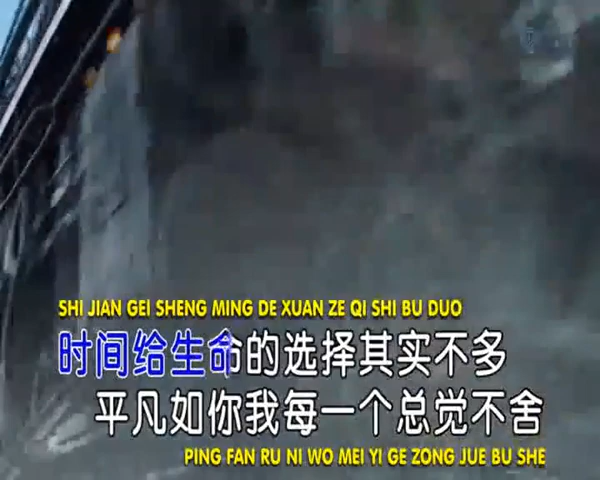 SHI JIAN GEI SHENG MING DE XUAN ZE QI SHI BU DUO
时间给生命的选择其实不多
平凡如你我每一个总觉不舍
PING FAN RU NI WO MEI YI GE ZONG JUE BU SHE